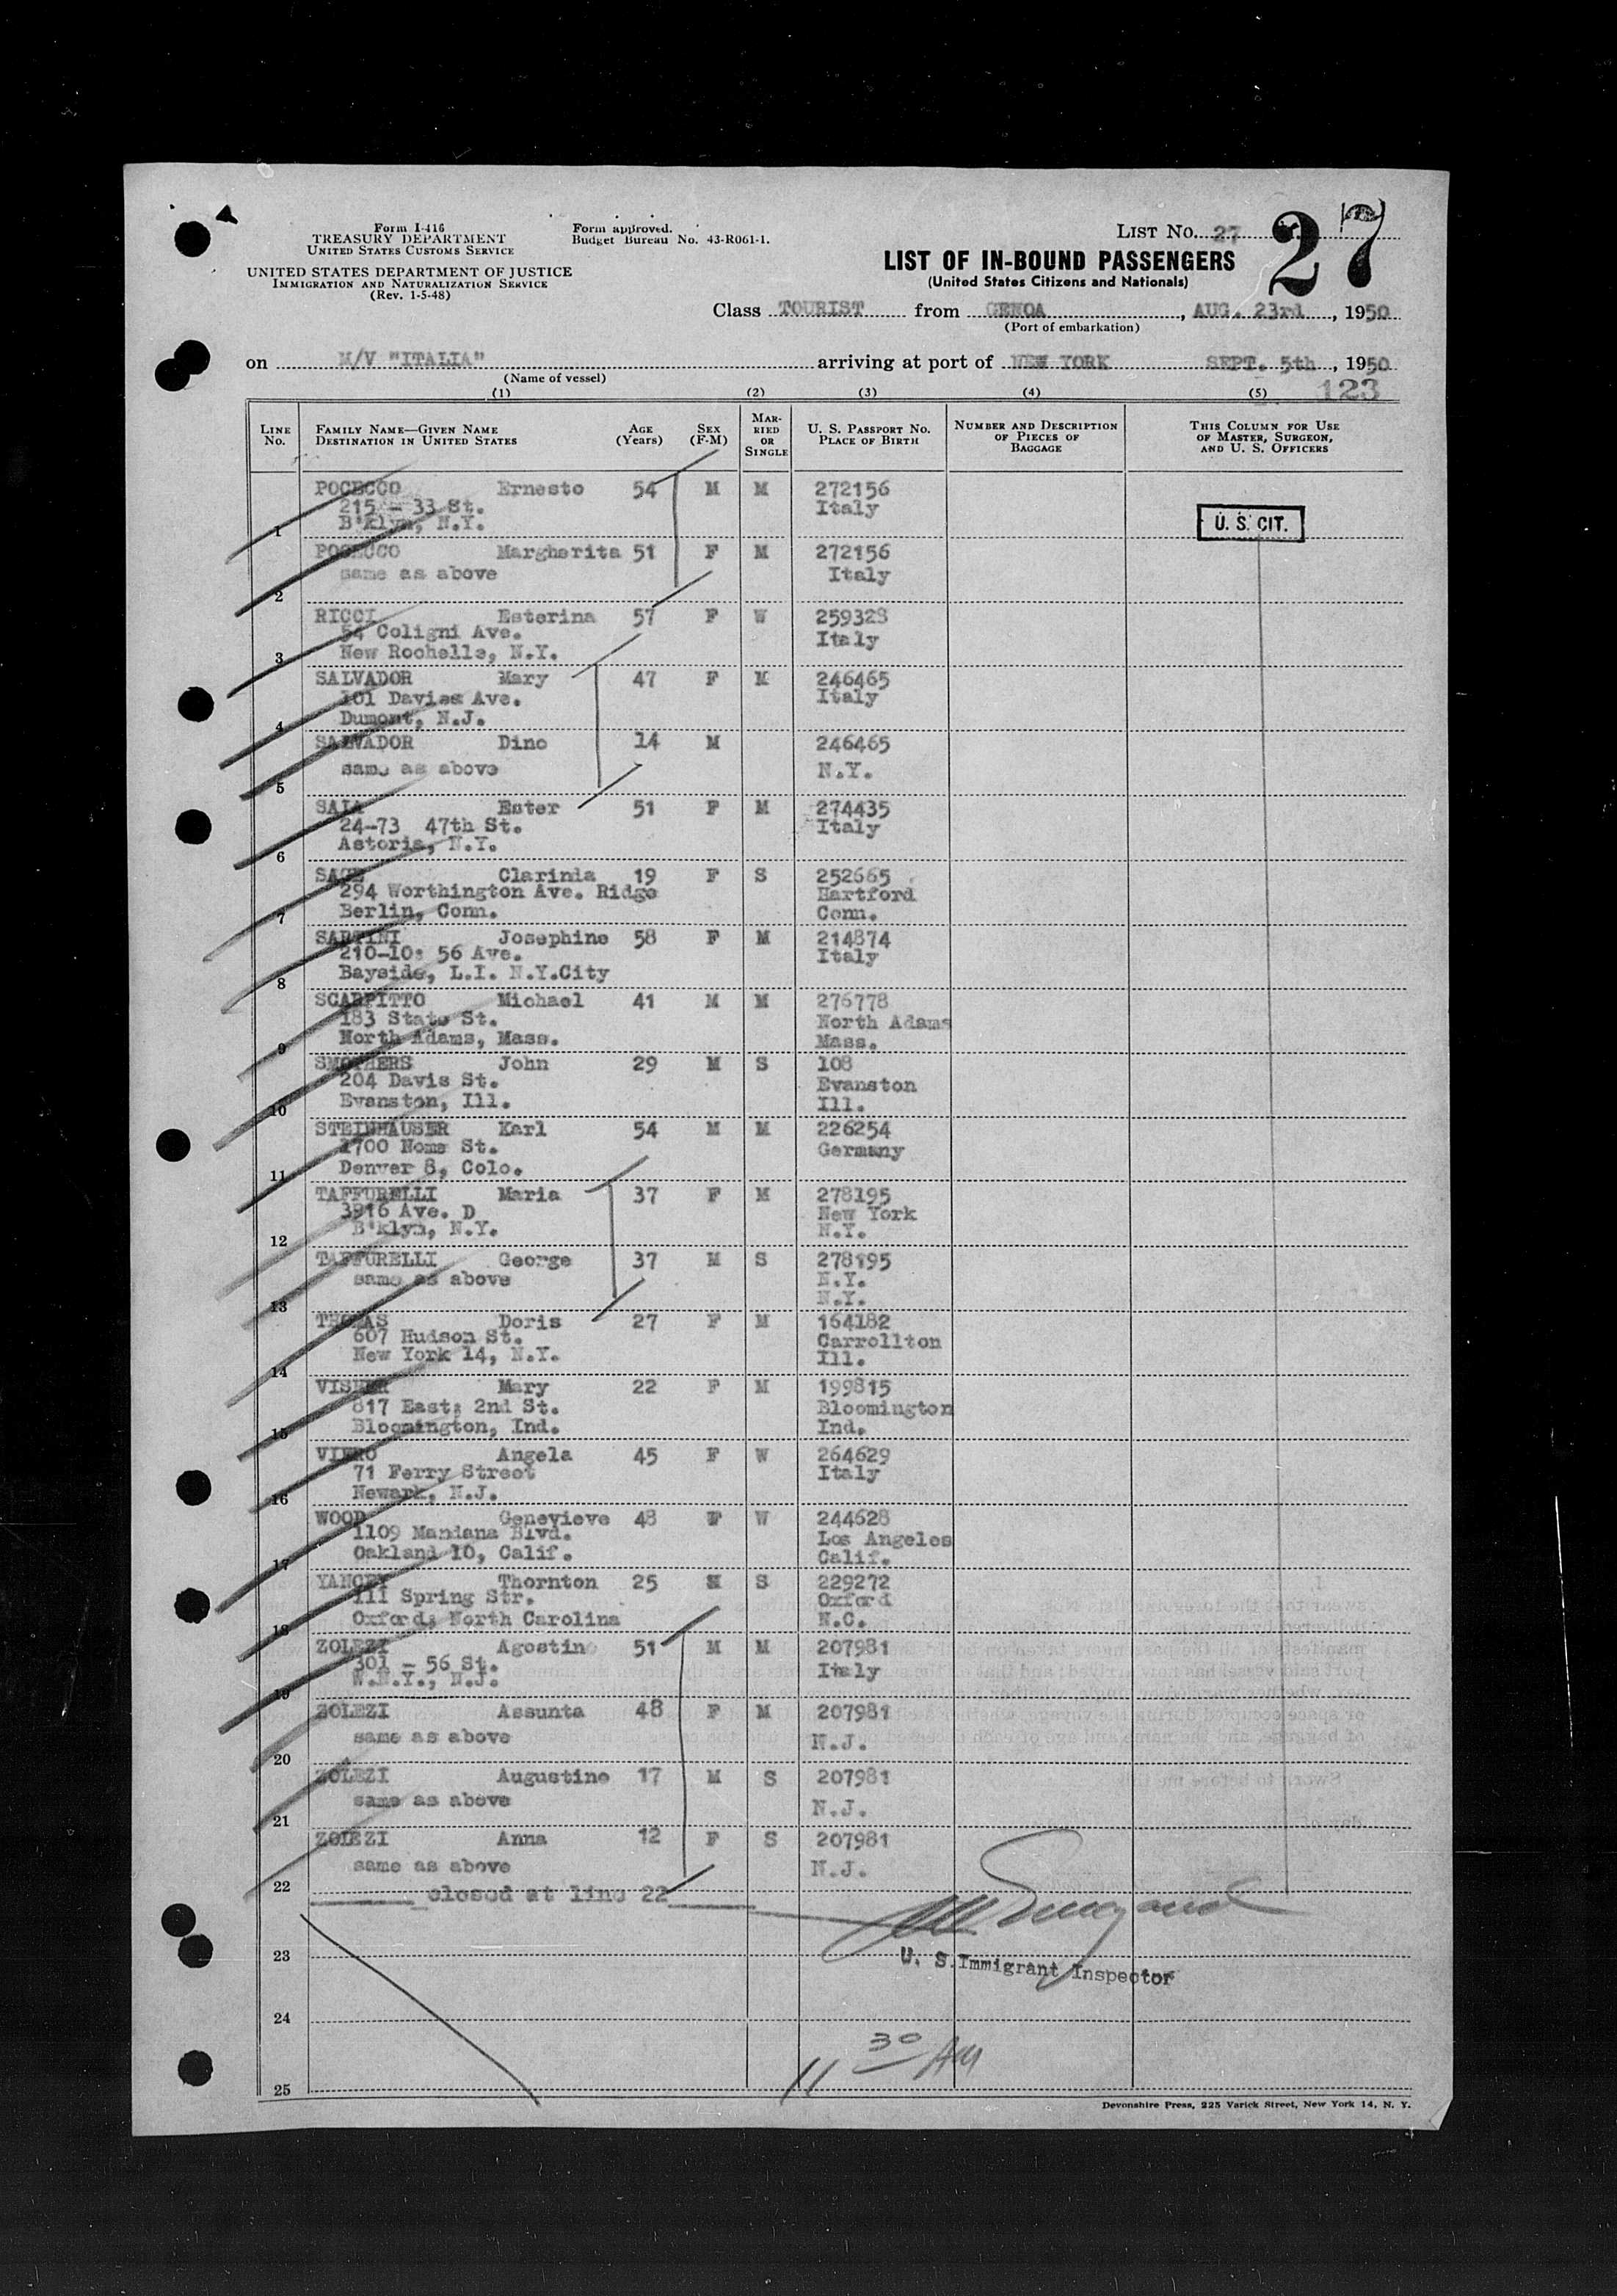 Form I-416
TREASURY DEPARTMENT
UNITED STATES CUSTOMS SERVICE
UNITED STATES DEPARTMENT OF JUSTICE
IMMIGRATION AND NATURALIZATION SERVICE
(Rev. 1-5-48)
Form approved.
Budget Bureau No. 43-R061-1.
LIST No. 27
27
LIST OF IN-BOUND PASSENGERS
(United States Citizens and Nationals)
Class TOURIST from GENOA, AUG. 23rd, 1950
(Port of embarkation)
on M/V "ITALIA" arriving at port of NEW YORK SEPT. 5th, 1950
(Name of vessel)
123
(1) (2) (3) (4) (5)
LINE No. FAMILY NAME—GIVEN NAME DESTINATION IN UNITED STATES AGE (Years) SEX (F-M) MARRIED OR SINGLE U. S. PASSPORT No. PLACE OF BIRTH NUMBER AND DESCRIPTION OF PIECES OF BAGGAGE THIS COLUMN FOR USE OF MASTER, SURGEON, AND U. S. OFFICERS
POCECCO Ernesto 54 M M 272156
215 - 33 St. Italy
B'klyn, N.Y.
1
U. S. CIT.
POCECCO Margherita 51 F M 272156
same as above Italy
2
RICCI Esterina 57 F W 259328
54 Coligni Ave. Italy
New Rochelle, N.Y.
3
SALVADOR Mary 47 F M 246465
101 Davies Ave. Italy
Dumont, N.J.
4
SALVADOR Dino 14 M 246465
same as above N.Y.
5
SAIA Ester 51 F M 274435
24-73 47th St. Italy
Astoria, N.Y.
6
Clarinda 19 F S 252665
294 Worthington Ave. Ridge Hartford
Berlin, Conn. Conn.
7
SARTINI Josephine 58 F M 214874
210-10: 56 Ave. Italy
Bayside, L.I. N.Y.City
8
SCARPITTO Michael 41 M M 276778
183 State St. North Adams
North Adams, Mass. Mass.
9
SMOTHERS John 29 M S 108
204 Davis St. Evanston
Evanston, Ill. Ill.
10
STEINHAUSER Karl 54 M M 226254
1700 Nome St. Germany
Denver 8, Colo.
11
TAFFURELLI Maria 37 F M 278195
3916 Ave. D New York
B'klyn, N.Y. N.Y.
12
TAFFURELLI George 37 M S 278195
same as above N.Y.
N.Y.
13
THOMAS Doris 27 F M 164182
607 Hudson St. Carrollton
New York 14, N.Y. Ill.
14
VISHER Mary 22 F M 199815
817 East: 2nd St. Bloomington
Bloomington, Ind. Ind.
15
VIERO Angela 45 F W 264629
71 Ferry Street Italy
Newark, N.J.
16
WOOD Genevieve 48 F W 244628
1109 Mandana Blvd. Los Angeles
Oakland 10, Calif. Calif.
17
YANCEY Thornton 25 M S 229272
111 Spring Str. Oxford
Oxford, North Carolina N.C.
18
ZOLEZI Agostino 51 M M 207981
301 - 56 St. Italy
W.N.Y., N.J.
19
ZOLEZI Assunta 48 F M 207981
same as above N.J.
20
ZOLEZI Augustine 17 M S 207981
same as above N.J.
21
ZOLEZI Anna 12 F S 207981
same as above N.J.
22
closed at line 22
23
U. S. Immigrant Inspector
24
11 30 AM
25
Devonshire Press, 225 Varick Street, New York 14, N. Y.